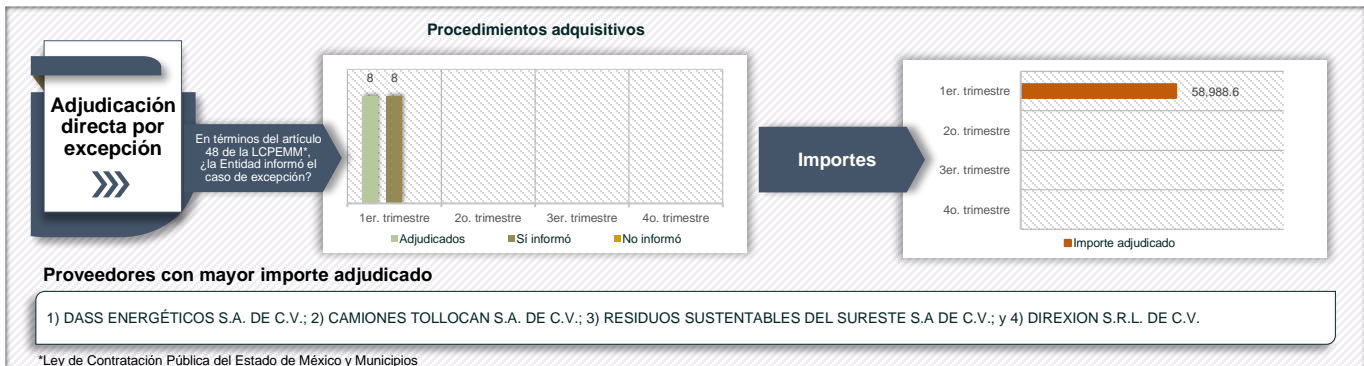 Procedimientos adquisitivos
Adjudicación
directa por
excepción
En términos del artículo
48 de la LCPEMM*,
¿la Entidad informó el
caso de excepción?
8 8
1er. trimestre 2o. trimestre 3er. trimestre 4o. trimestre
Adjudicados Sí informó No informó
Importes
1er. trimestre 58,988.6
2o. trimestre
3er. trimestre
4o. trimestre
Importe adjudicado
Proveedores con mayor importe adjudicado
1) DASS ENERGÉTICOS S.A. DE C.V.; 2) CAMIONES TOLLOCAN S.A. DE C.V.; 3) RESIDUOS SUSTENTABLES DEL SURESTE S.A DE C.V.; y 4) DIREXION S.R.L. DE C.V.
*Ley de Contratación Pública del Estado de México y Municipios